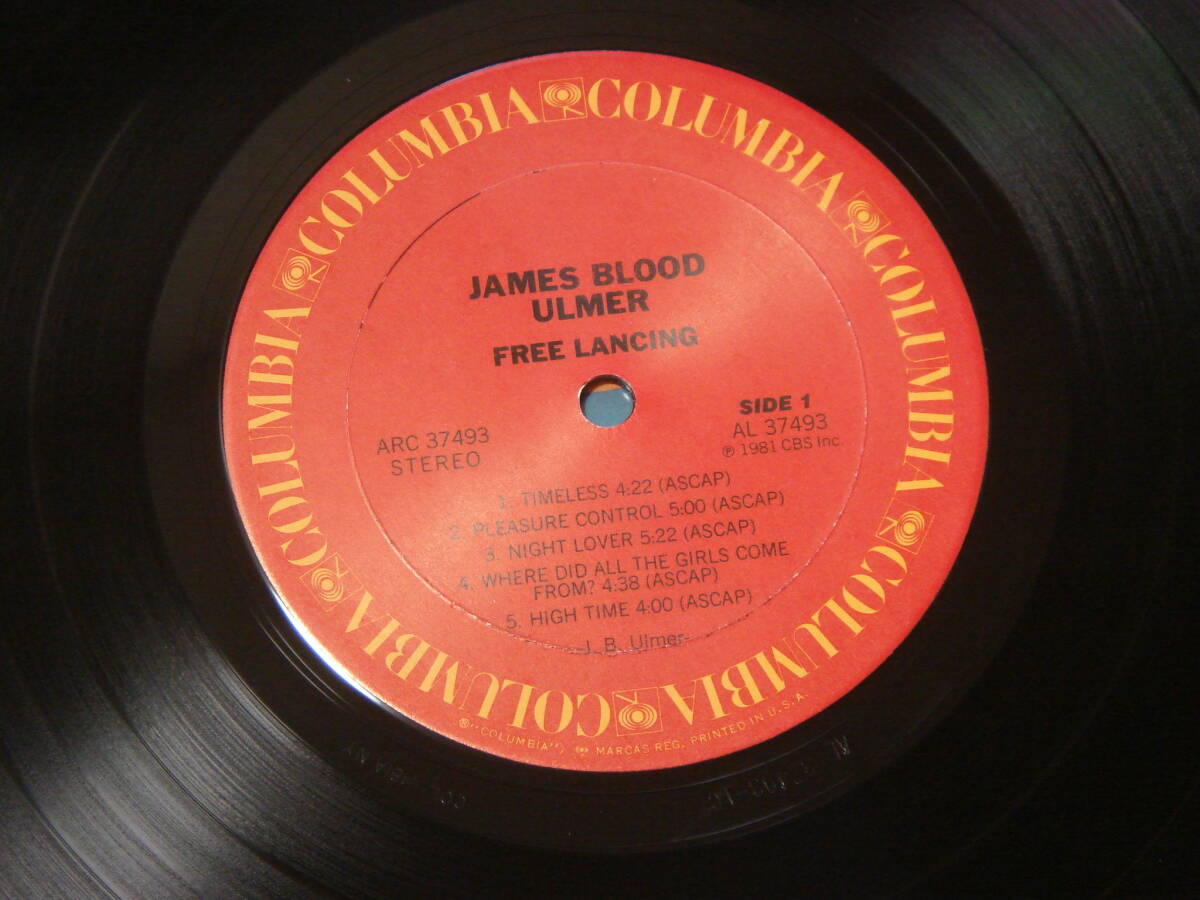 COLUMBIA COLUMBIA COLUMBIA COLUMBIA COLUMBIA COLUMBIA COLUMBIA COLUMBIA
JAMES BLOOD
ULMER
FREE LANCING
ARC 37493
STEREO
SIDE 1
AL 37493
℗ 1981 CBS Inc.
1. TIMELESS 4:22 (ASCAP)
2. PLEASURE CONTROL 5:00 (ASCAP)
3. NIGHT LOVER 5:22 (ASCAP)
4. WHERE DID ALL THE GIRLS COME
FROM? 4:38 (ASCAP)
5. HIGH TIME 4:00 (ASCAP)
-J. B. Ulmer-
® "COLUMBIA", MARCAS REG. PRINTED IN U.S.A.